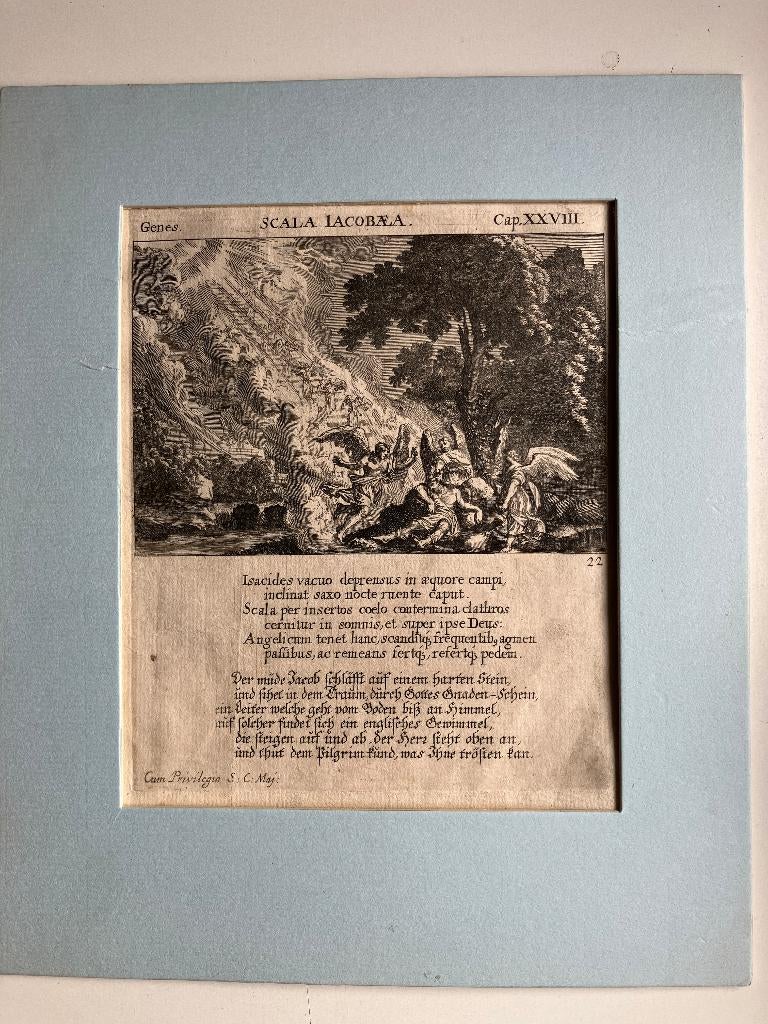 Genes. SCALA IACOBÆA. Cap. XXVIII.
22
Isacides vacuo deprensus in æquore campi,
inclinat saxo nocte ruente caput.
Scala per insertos coelo contermina clathros
cernitur in somnis, et super ipse Deus:
Angelicum tenet hanc, scanditq; frequentib9 agmen
passibus, ac remeans fertq;, refertq; pedem.
Der müde Jacob schläfft auf einem harten Stein,
und sihet in dem Traum, durch Gottes Gnaden-Schein,
ein Leiter welche geht vom Boden biß an Himmel,
auf solcher findet sich ein englisches Gewimmel,
die steigen auf und ab, der Herr steht oben an,
und thut dem Pilgrim kund, was Ihne trösten kan.
Cum Privilegio S. C. Maj: